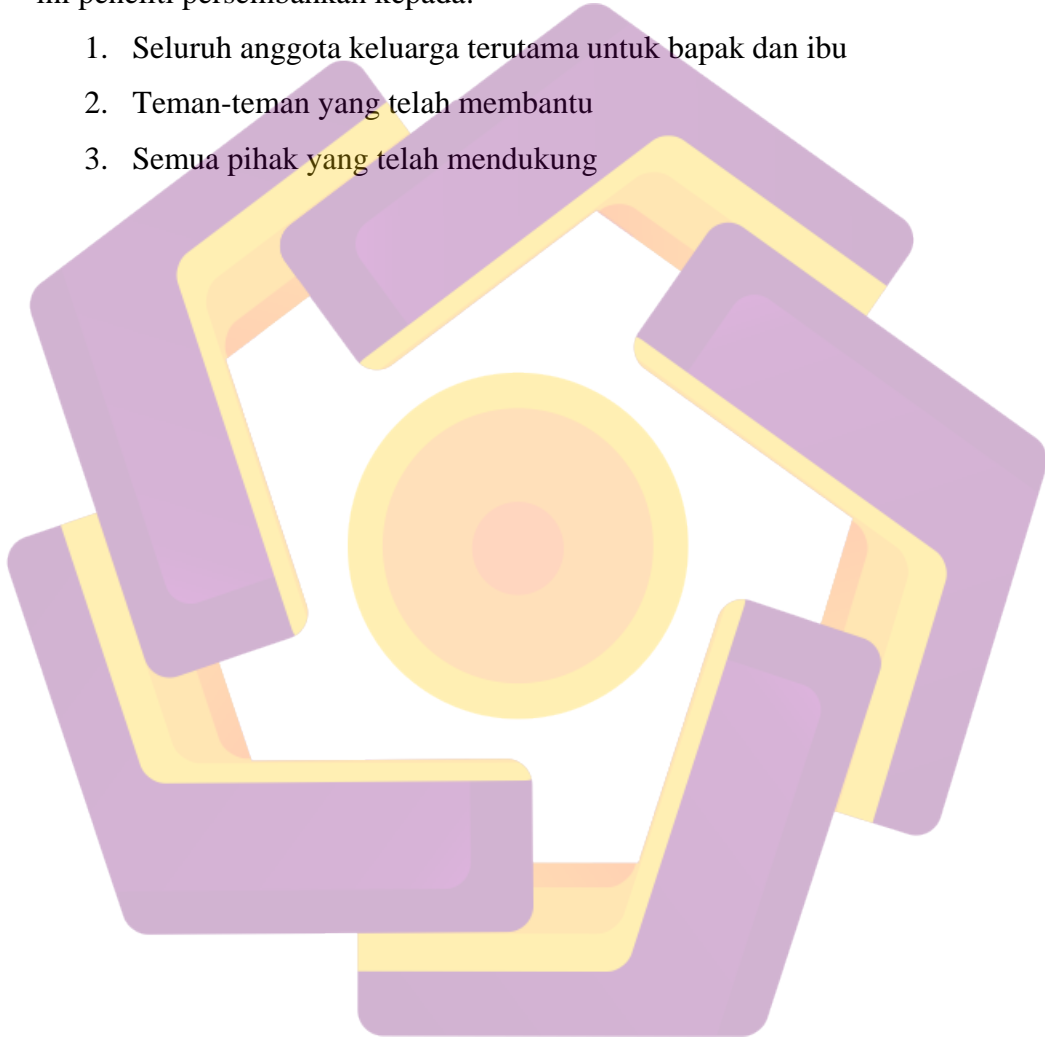 ini peneliti persembahkan kepada:
1. Seluruh anggota keluarga terutama untuk bapak dan ibu
2. Teman-teman yang telah membantu
3. Semua pihak yang telah mendukung